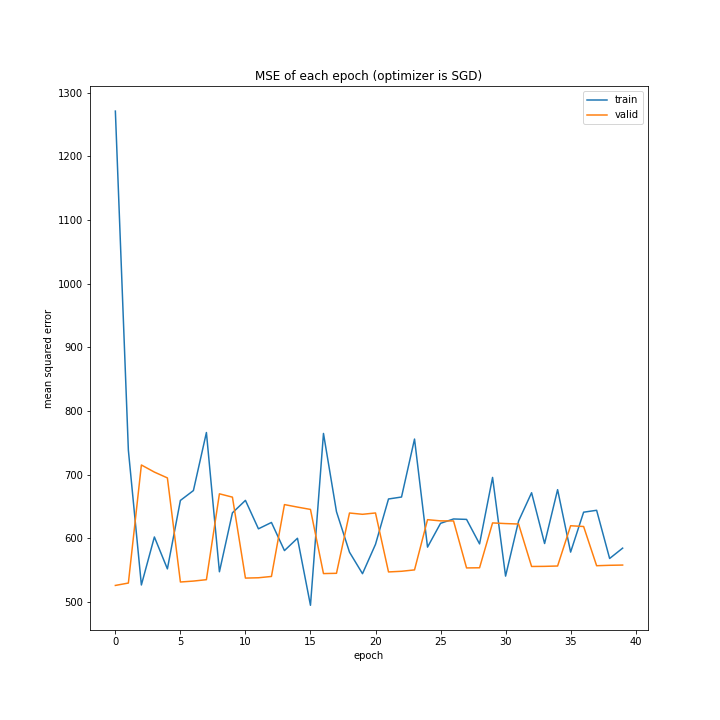 MSE of each epoch (optimizer is SGD)
train
valid
1300
1200
1100
1000
900
800
700
600
500
mean squared error
0 5 10 15 20 25 30 35 40
epoch